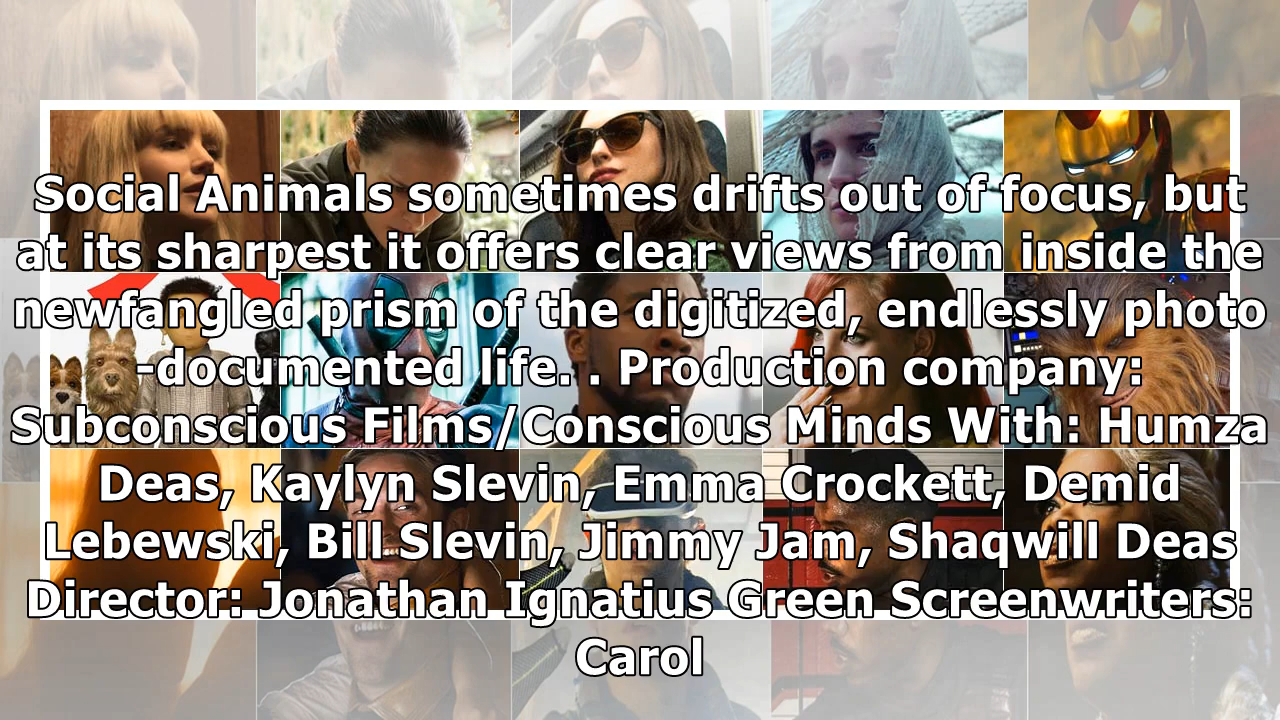 Social Animals sometimes drifts out of focus, but
at its sharpest it offers clear views from inside the
newfangled prism of the digitized, endlessly photo
-documented life. . Production company:
Subconscious Films/Conscious Minds With: Humza
Deas, Kaylyn Slevin, Emma Crockett, Demid
Lebewski, Bill Slevin, Jimmy Jam, Shaqwill Deas
Director: Jonathan Ignatius Green Screenwriters:
Carol